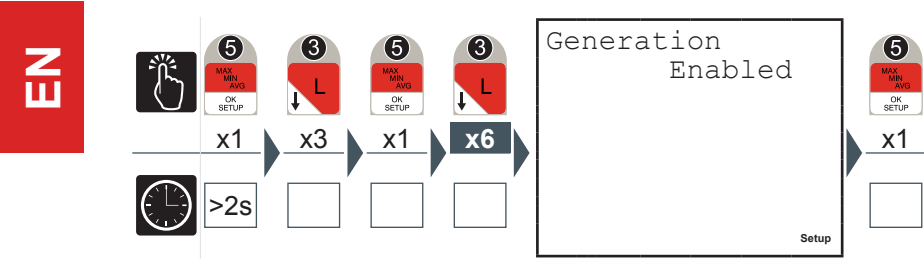 EN
5
MAX
MIN
AVG
OK
SETUP
x1
>2s
3
L
x3
5
MAX
MIN
AVG
OK
SETUP
x1
3
L
x6
Generation
Enabled
Setup
5
MAX
MIN
AVG
OK
SETUP
x1